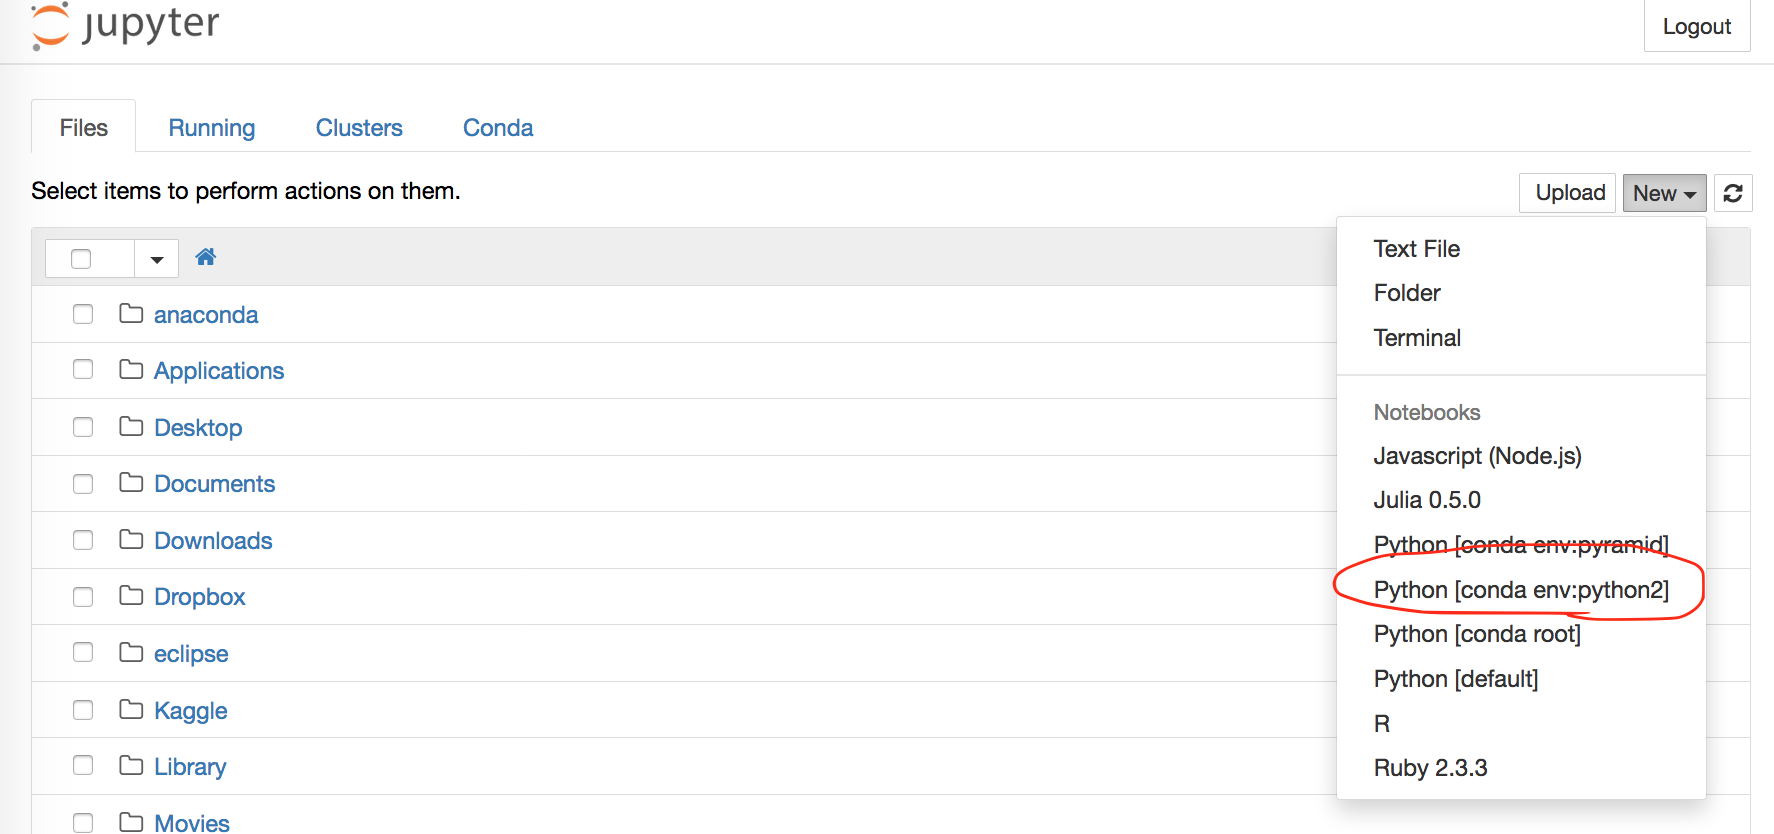 jupyter
Logout
Files Running Clusters Conda
Select items to perform actions on them.
Upload New
Text File
Folder
Terminal
Notebooks
Javascript (Node.js)
Julia 0.5.0
Python [conda env:pyramid]
Python [conda env:python2]
Python [conda root]
Python [default]
R
Ruby 2.3.3
anaconda
Applications
Desktop
Documents
Downloads
Dropbox
eclipse
Kaggle
Library
Movies